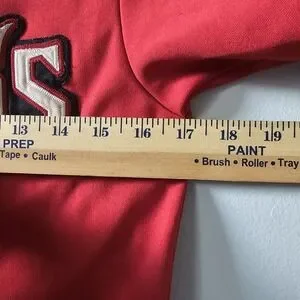 S
13 14 15 16 17 18 19
PREP PAINT
Tape • Caulk • Brush • Roller • Tray